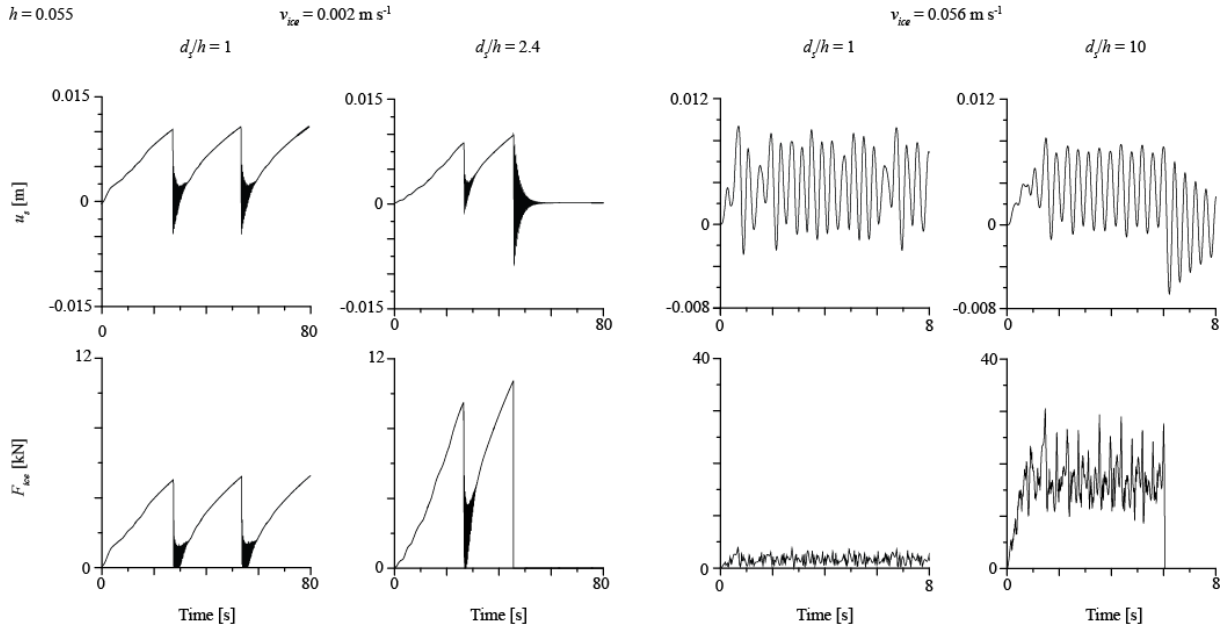 h = 0.055 v_ice = 0.002 m s⁻¹ v_ice = 0.056 m s⁻¹
d_s/h = 1 d_s/h = 2.4 d_s/h = 1 d_s/h = 10
0.015 0.015 0.012 0.012
u_s [m]
0 0 0 0
-0.015 -0.015 -0.008 -0.008
0 80 0 80 0 8 0 8
12 12 40 40
F_ice [kN]
0 0 0 0
0 80 0 80 0 8 0 8
Time [s] Time [s] Time [s] Time [s]